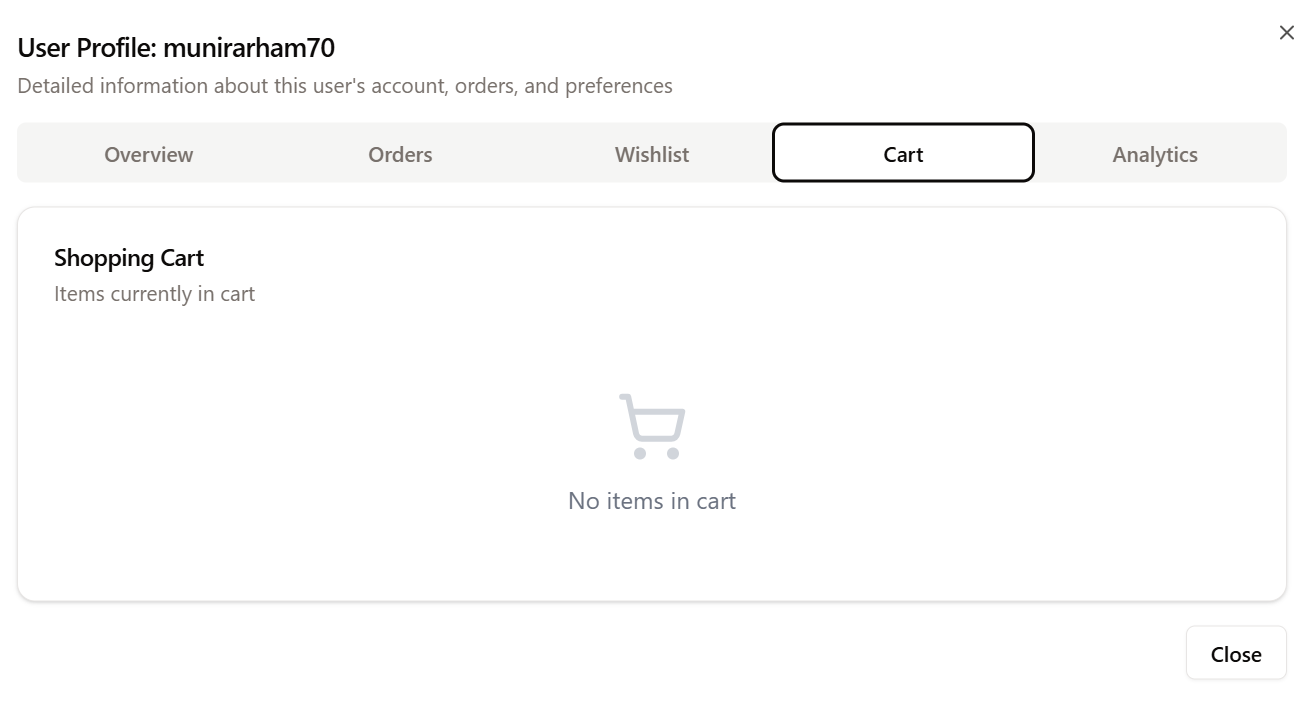 User Profile: munirarham70
Detailed information about this user's account, orders, and preferences
Overview Orders Wishlist Cart Analytics
Shopping Cart
Items currently in cart
No items in cart
Close